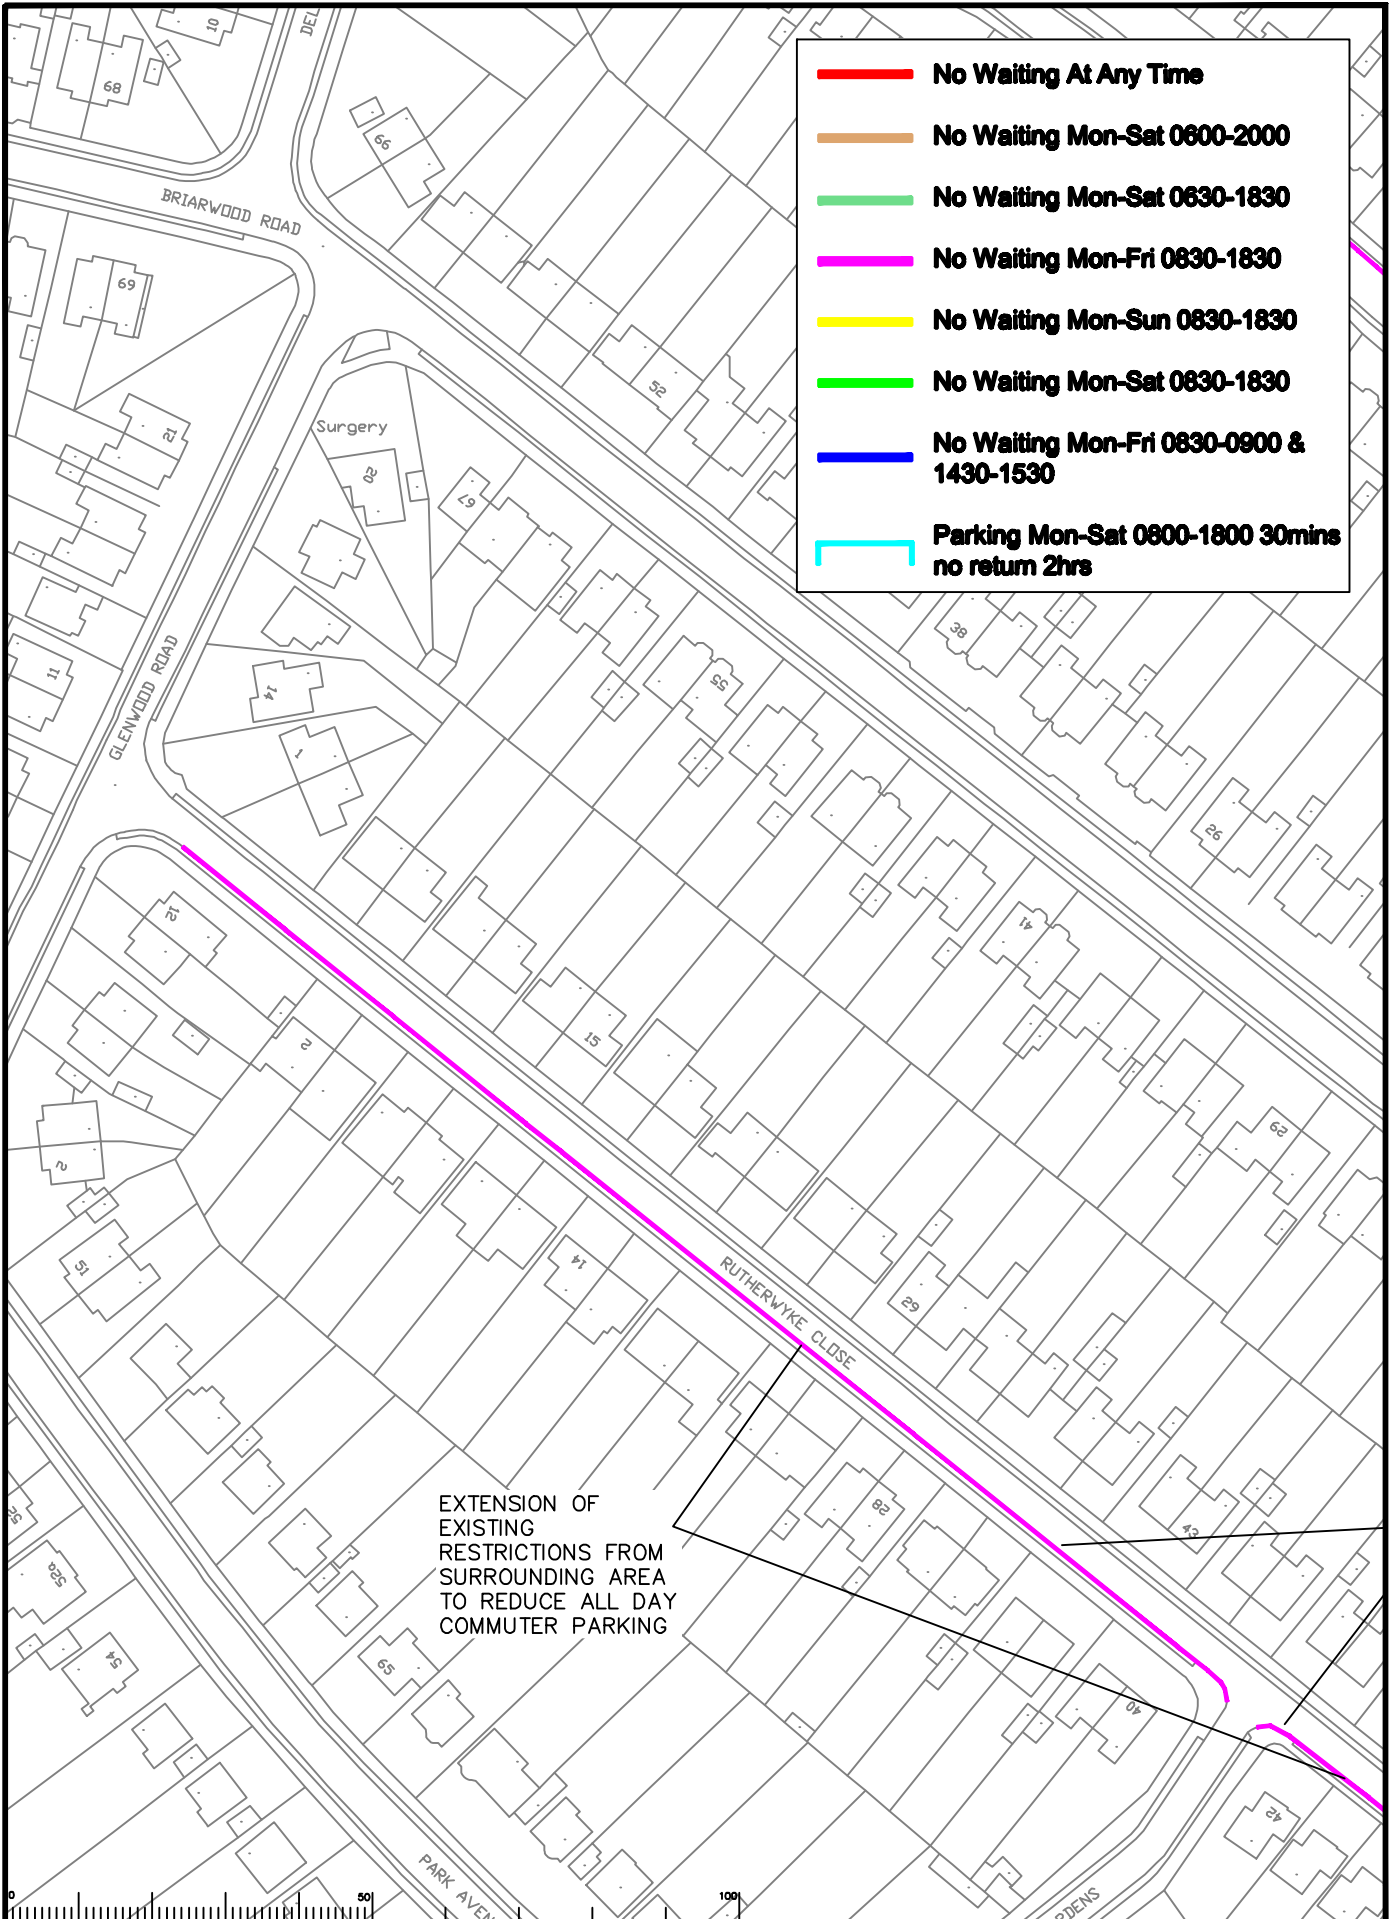 No Waiting At Any Time
No Waiting Mon-Sat 0600-2000
No Waiting Mon-Sat 0630-1830
No Waiting Mon-Fri 0830-1830
No Waiting Mon-Sun 0830-1830
No Waiting Mon-Sat 0830-1830
No Waiting Mon-Fri 0830-0900 &
1430-1530
Parking Mon-Sat 0800-1800 30mins
no return 2hrs
10
68
66
BRIARWOOD ROAD
69
52
21
Surgery
20
67
38
11
GLENWOOD ROAD
14
55
1
26
12
41
2
15
29
2
51
14
RUTHERWYKE CLOSE
29
28
43
EXTENSION OF
EXISTING
RESTRICTIONS FROM
SURROUNDING AREA
TO REDUCE ALL DAY
COMMUTER PARKING
52a
54
65
40
42
PARK AVEN
0
50
100